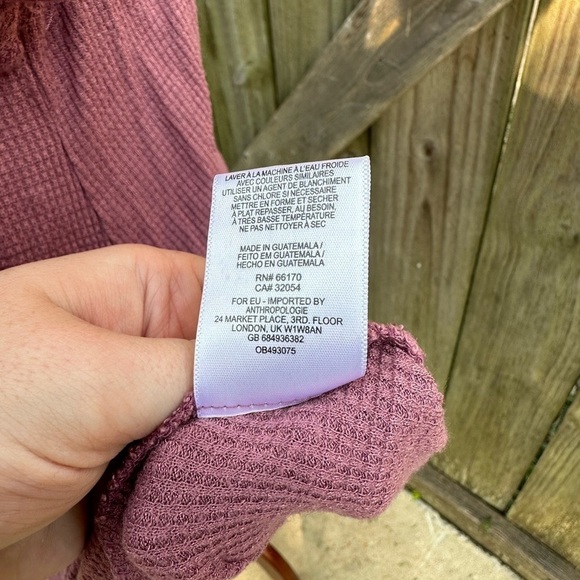 LAVER À LA MACHINE À L'EAU FROIDE
AVEC COULEURS SIMILAIRES
UTILISER UN AGENT DE BLANCHIMENT
SANS CHLORE SI NÉCESSAIRE
METTRE EN FORME ET SECHER
À PLAT REPASSER, AU BESOIN,
À TRÈS BASSE TEMPÉRATURE
NE PAS NETTOYER À SEC
MADE IN GUATEMALA /
FEITO EM GUATEMALA /
HECHO EN GUATEMALA
RN# 66170
CA# 32054
FOR EU - IMPORTED BY
ANTHROPOLOGIE
24 MARKET PLACE, 3RD. FLOOR
LONDON, UK W1W8AN
GB 684936382
OB493075